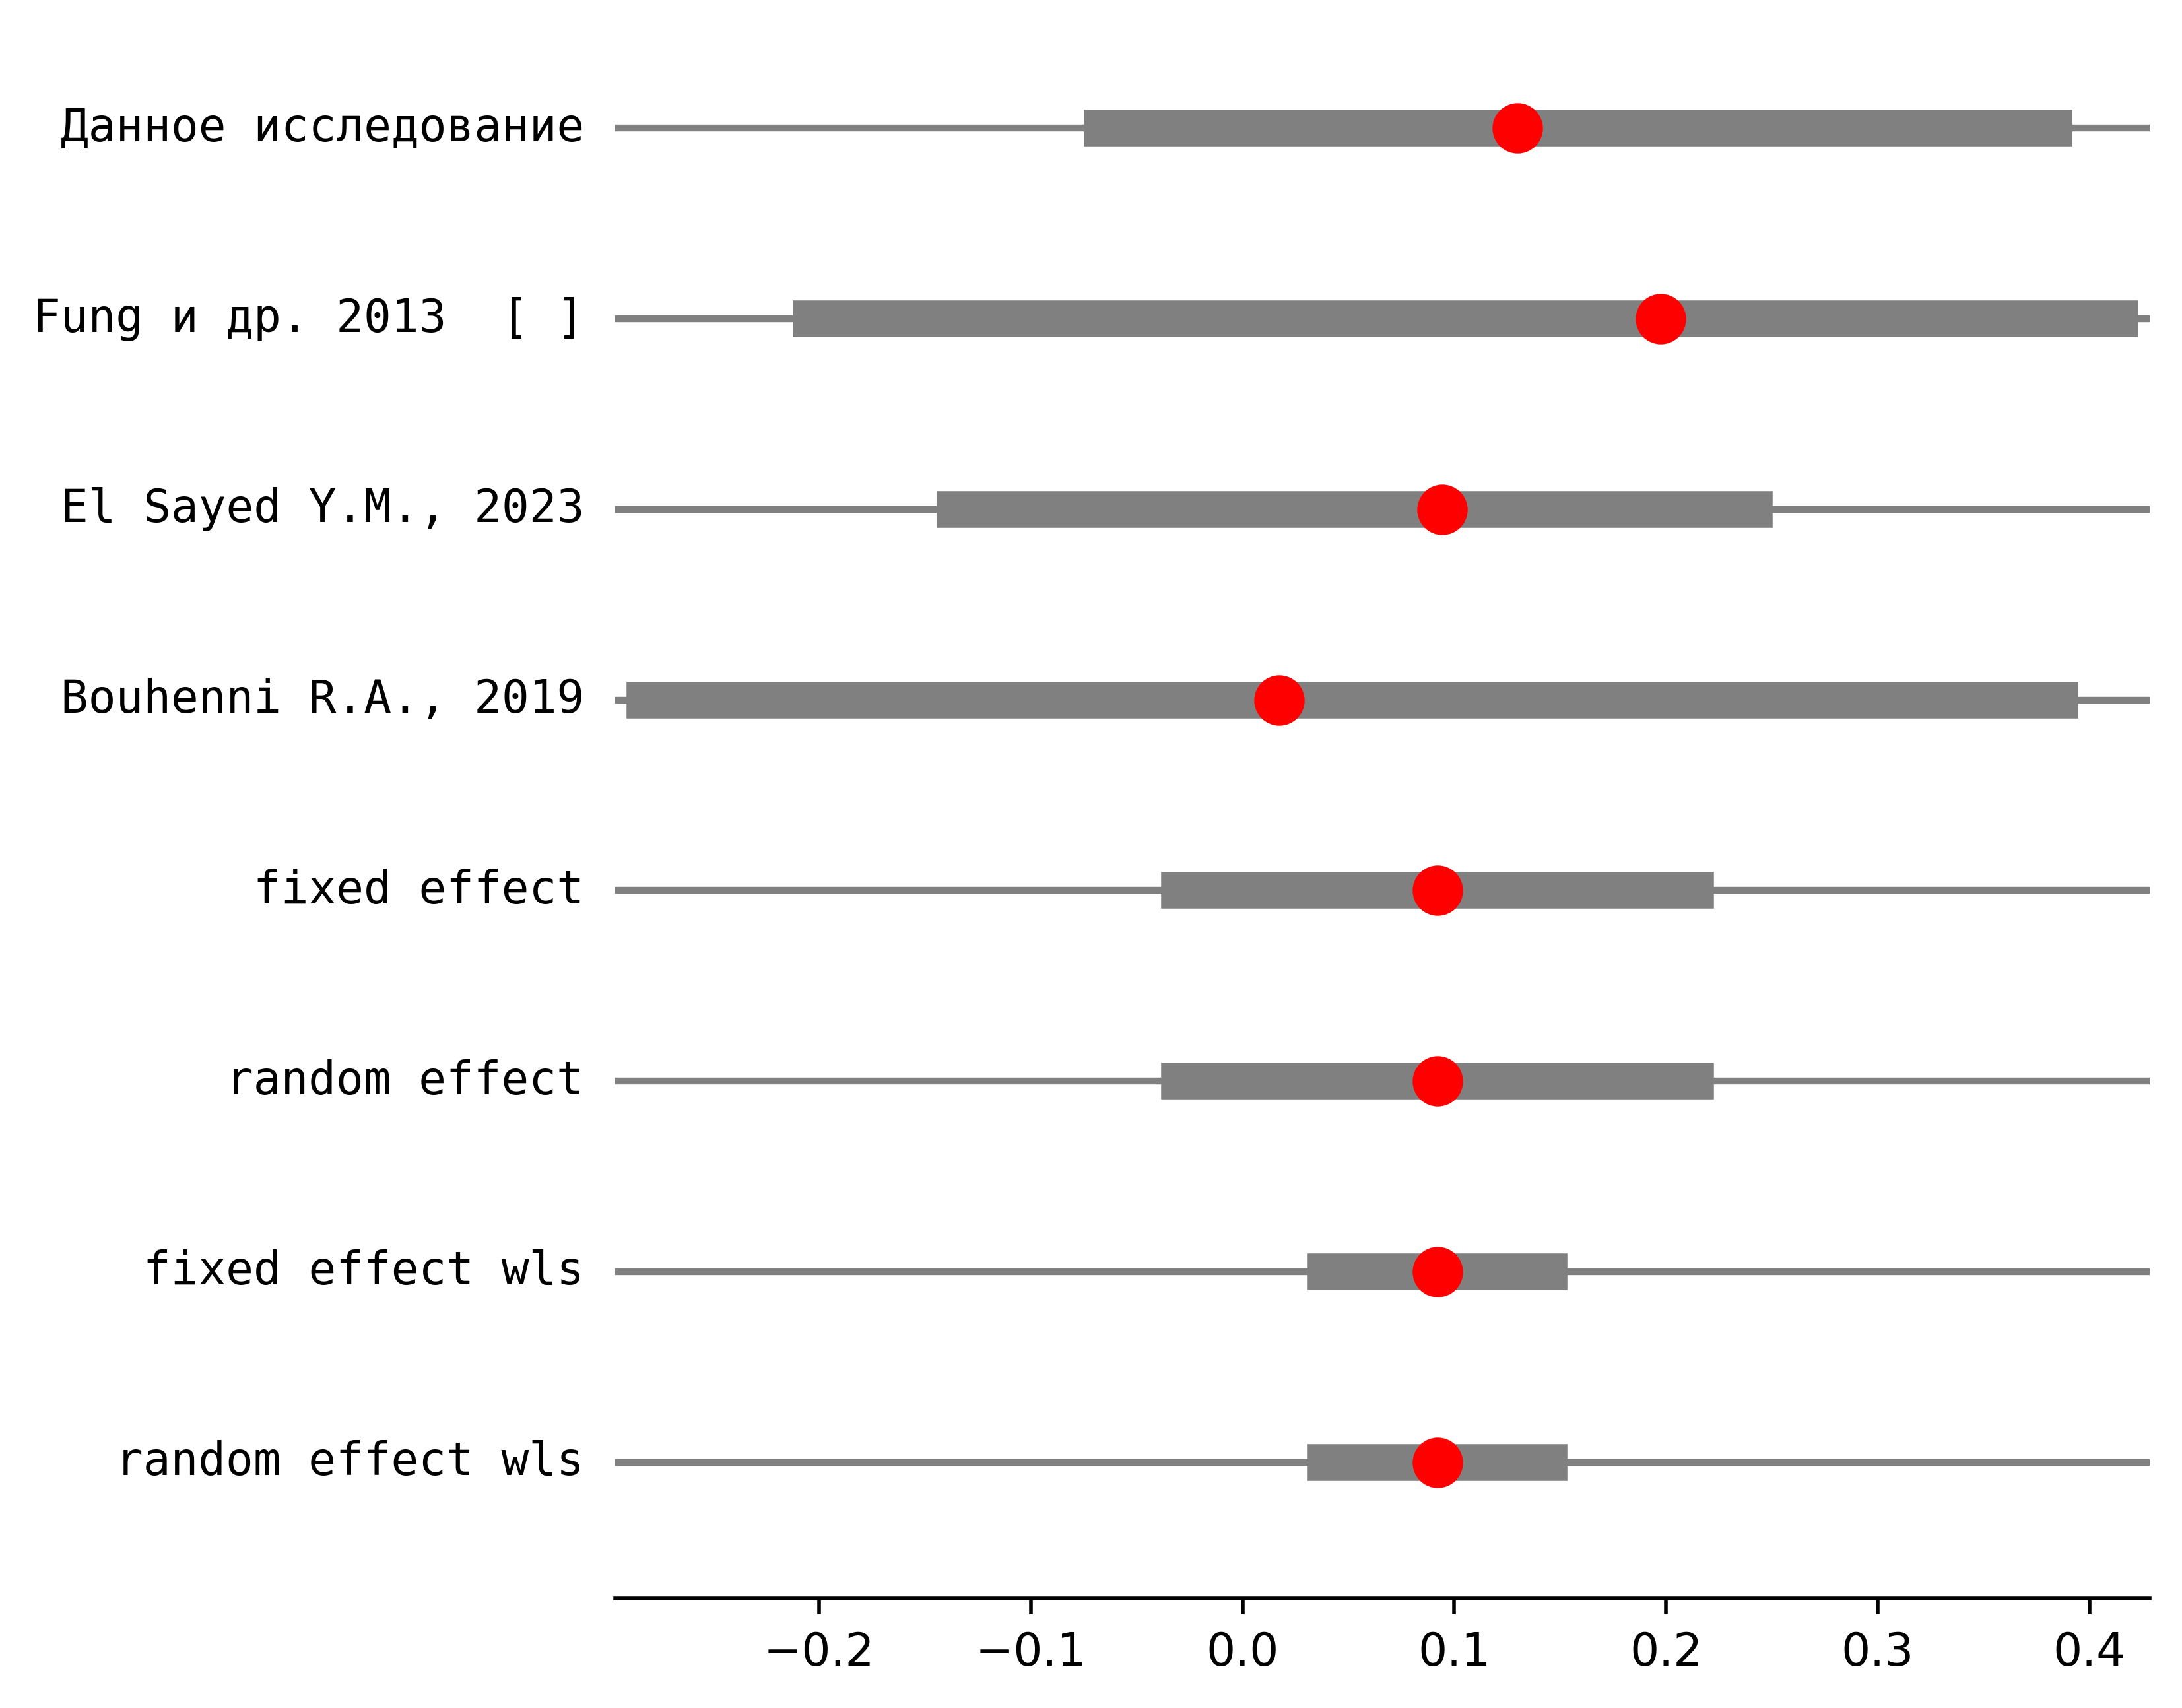 Данное исследование
Fung и др. 2013  [ ]
El Sayed Y.M., 2023
Bouhenni R.A., 2019
fixed effect
random effect
fixed effect wls
random effect wls
−0.2 −0.1 0.0 0.1 0.2 0.3 0.4